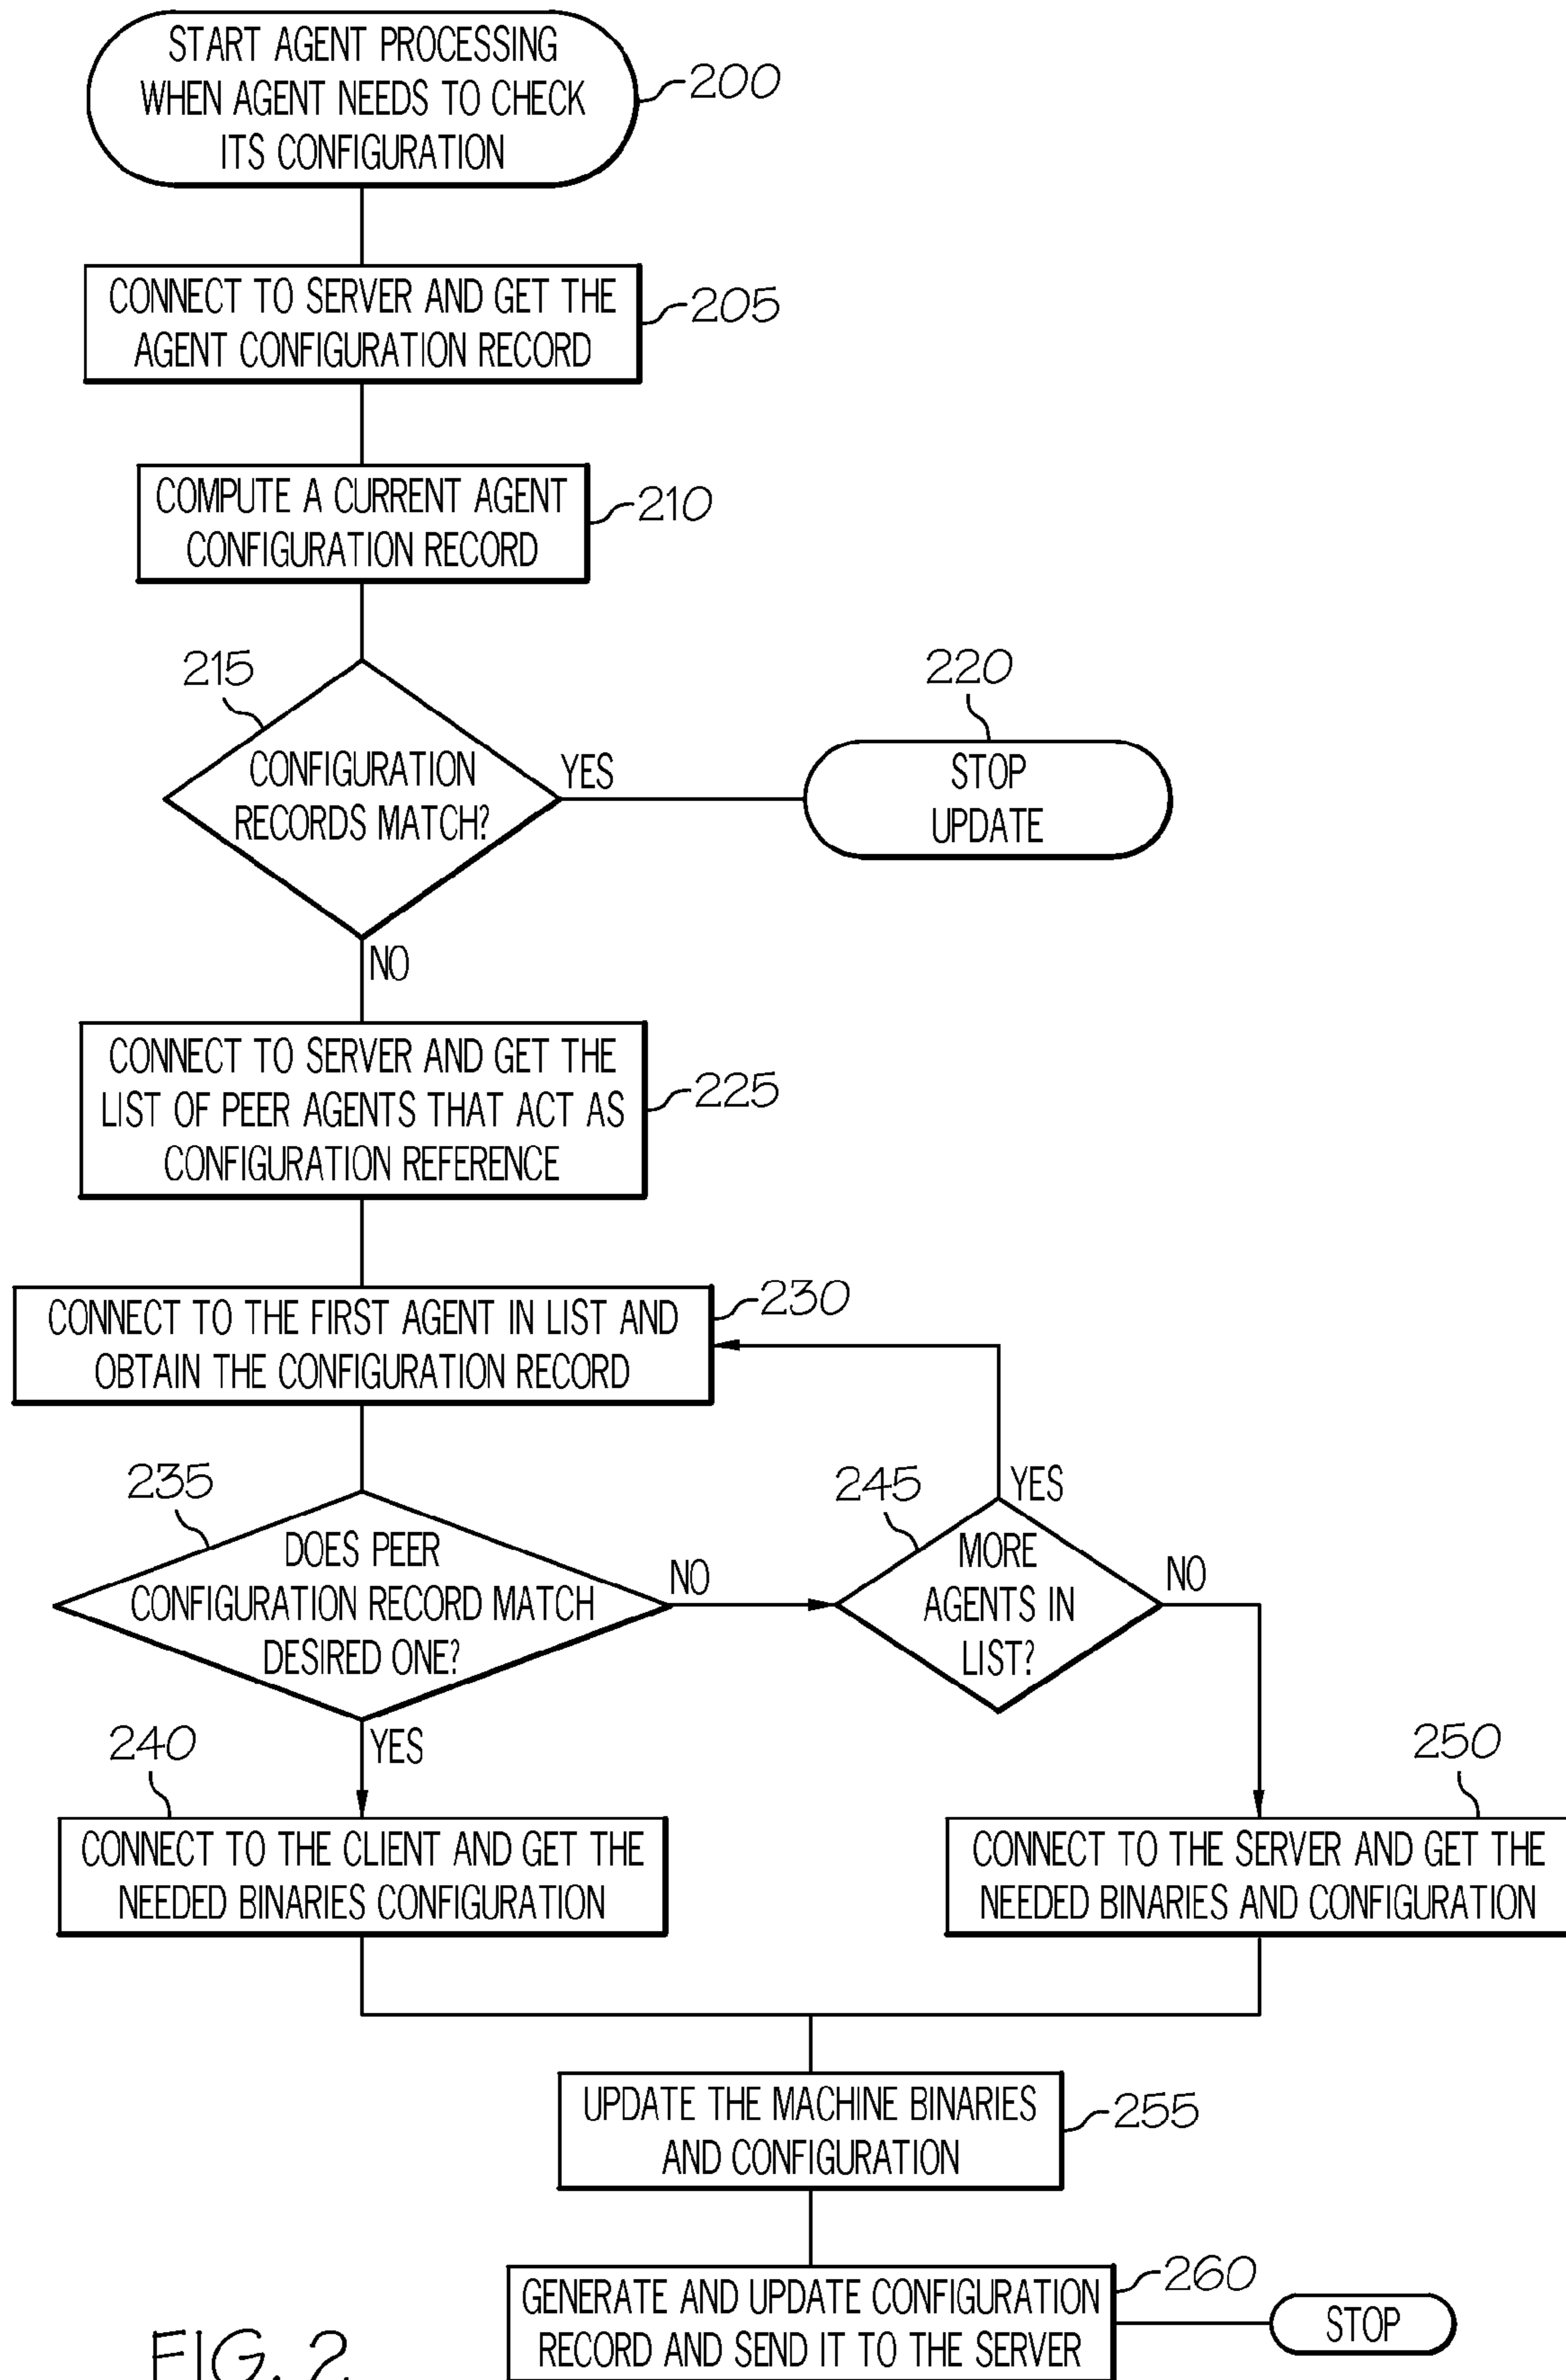 START AGENT PROCESSING
WHEN AGENT NEEDS TO CHECK
ITS CONFIGURATION
200
CONNECT TO SERVER AND GET THE
AGENT CONFIGURATION RECORD
205
COMPUTE A CURRENT AGENT
CONFIGURATION RECORD
210
215
CONFIGURATION
RECORDS MATCH?
YES
220
STOP
UPDATE
NO
CONNECT TO SERVER AND GET THE
LIST OF PEER AGENTS THAT ACT AS
CONFIGURATION REFERENCE
225
CONNECT TO THE FIRST AGENT IN LIST AND
OBTAIN THE CONFIGURATION RECORD
230
235
DOES PEER
CONFIGURATION RECORD MATCH
DESIRED ONE?
NO
245
YES
MORE
AGENTS IN
LIST?
NO
240
YES
CONNECT TO THE CLIENT AND GET THE
NEEDED BINARIES CONFIGURATION
250
CONNECT TO THE SERVER AND GET THE
NEEDED BINARIES AND CONFIGURATION
UPDATE THE MACHINE BINARIES
AND CONFIGURATION
255
GENERATE AND UPDATE CONFIGURATION
RECORD AND SEND IT TO THE SERVER
260
STOP
FIG. 2